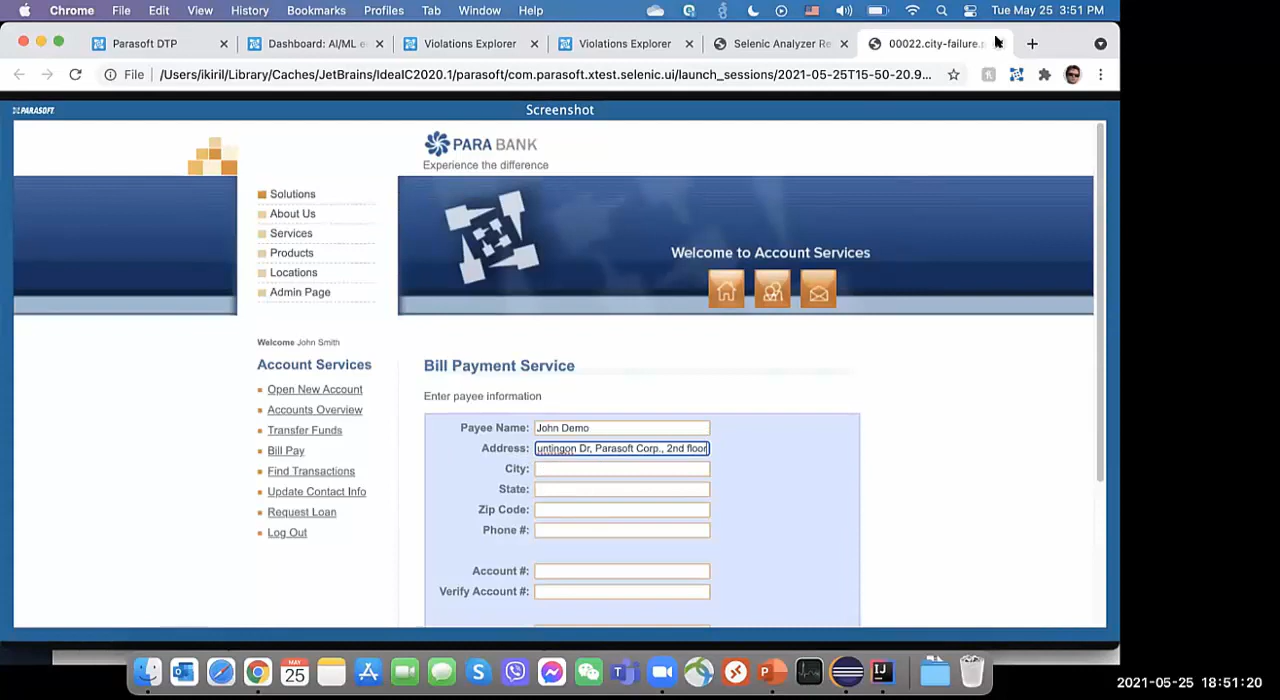 Chrome File Edit View History Bookmarks Profiles Tab Window Help Tue May 25 3:51 PM
Parasoft DTP Dashboard: AI/ML e Violations Explorer Violations Explorer Selenic Analyzer Re 00022.city-failure.
File /Users/ikiril/Library/Caches/JetBrains/IdealC2020.1/parasoft/com.parasoft.xtest.selenic.ui/launch_sessions/2021-05-25T15-50-20.9...
PARASOFT Screenshot
PARA BANK
Experience the difference
Solutions
About Us
Services
Products
Locations
Admin Page
Welcome to Account Services
Welcome John Smith
Account Services
Open New Account
Accounts Overview
Transfer Funds
Bill Pay
Find Transactions
Update Contact Info
Request Loan
Log Out
Bill Payment Service
Enter payee information
Payee Name: John Demo
Address: untingon Dr, Parasoft Corp., 2nd floor
City:
State:
Zip Code:
Phone #:
Account #:
Verify Account #:
MAY
25
2021-05-25 18:51:20